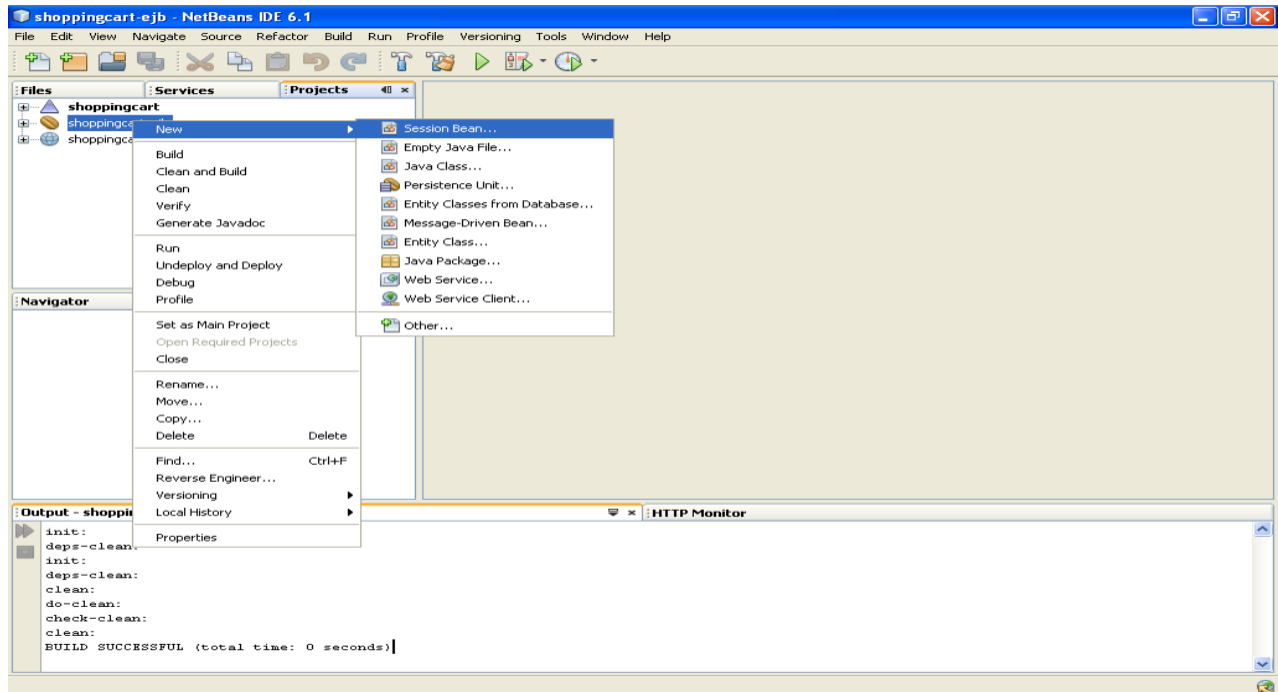 shoppingcart-ejb - NetBeans IDE 6.1
File Edit View Navigate Source Refactor Build Run Profile Versioning Tools Window Help
Files Services Projects
shoppingcart
New
Session Bean...
Empty Java File...
Java Class...
Persistence Unit...
Entity Classes from Database...
Message-Driven Bean...
Entity Class...
Java Package...
Web Service...
Web Service Client...
Other...
Build
Clean and Build
Clean
Verify
Generate Javadoc
Run
Undeploy and Deploy
Debug
Profile
Set as Main Project
Open Required Projects
Close
Rename...
Move...
Copy...
Delete Delete
Find... Ctrl+F
Reverse Engineer...
Versioning
Local History
Properties
Navigator
Output - shoppi
HTTP Monitor
init:
deps-clean:
init:
deps-clean:
clean:
do-clean:
check-clean:
clean:
BUILD SUCCESSFUL (total time: 0 seconds)